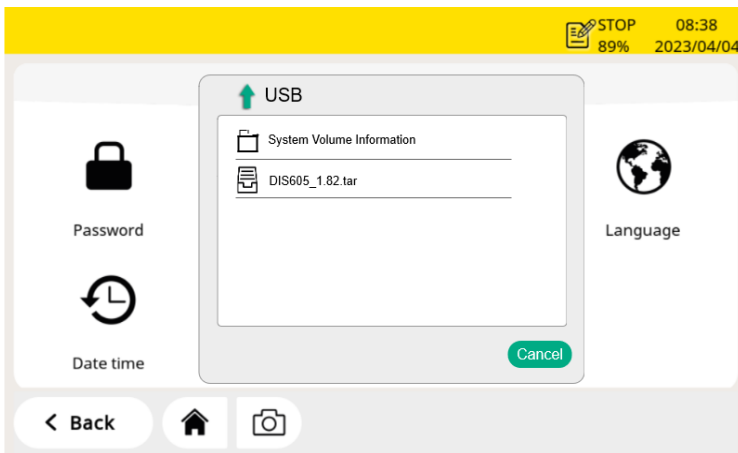 STOP 08:38
89% 2023/04/04
USB
System Volume Information
DIS605_1.82.tar
Password
Language
Date time
Cancel
Back